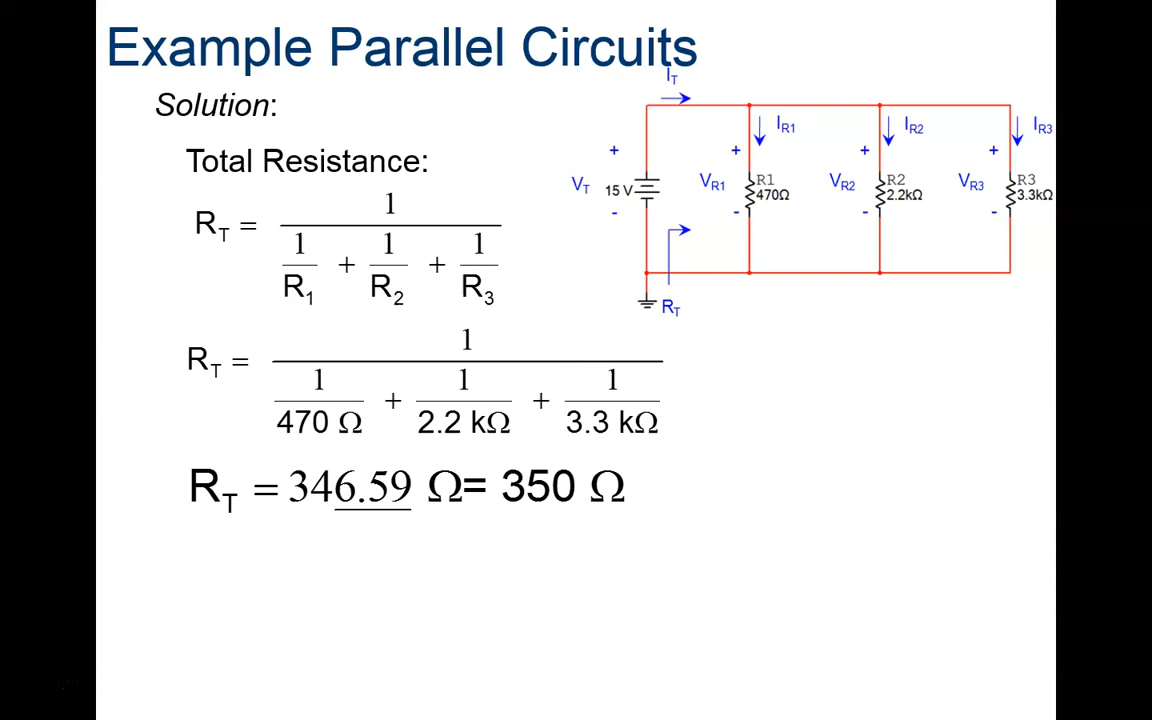 Example Parallel Circuits
Solution:
Total Resistance:
R_T = 1 / (1/R_1 + 1/R_2 + 1/R_3)
R_T = 1 / (1/470 Ω + 1/2.2 kΩ + 1/3.3 kΩ)
R_T = 346.59 Ω= 350 Ω
I_T
I_R1
I_R2
I_R3
+ + + +
V_T 15 V V_R1 R1 470Ω V_R2 R2 2.2kΩ V_R3 R3 3.3kΩ
- - - -
R_T